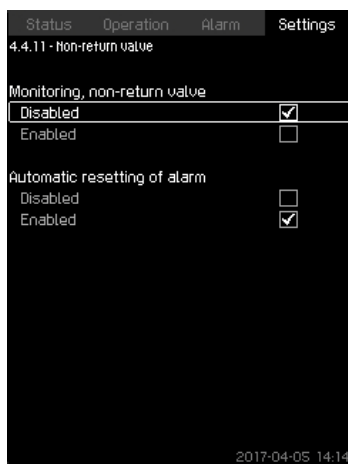 Status Operation Alarm Settings
4.4.11 - Non-return valve
Monitoring, non-return valve
Disabled
Enabled
Automatic resetting of alarm
Disabled
Enabled
2017-04-05 14:14